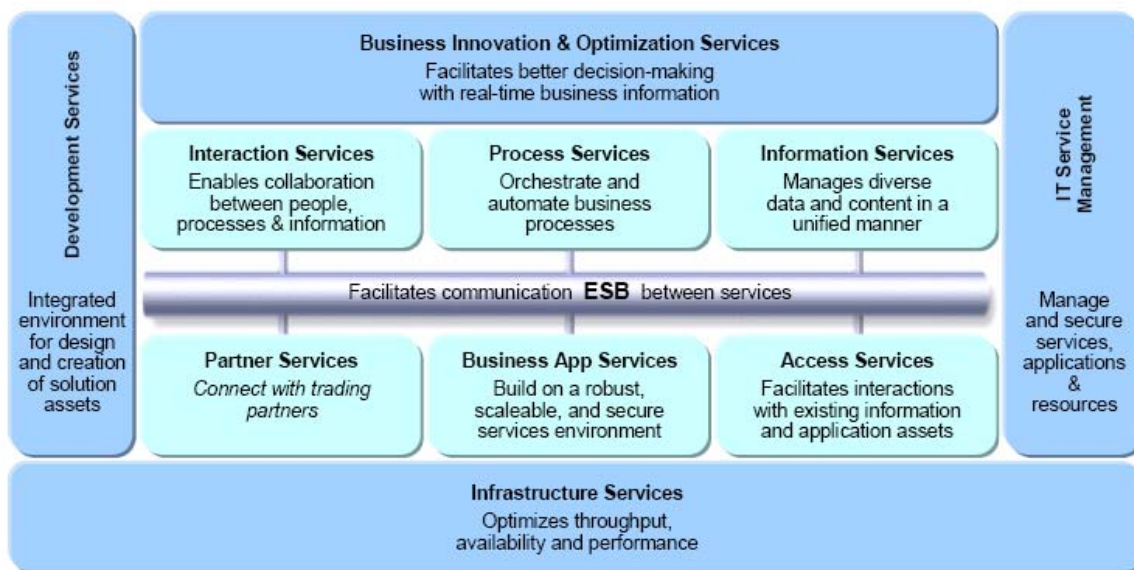 Development Services
Integrated
environment
for design
and creation
of solution
assets
Business Innovation & Optimization Services
Facilitates better decision-making
with real-time business information
Interaction Services
Enables collaboration
between people,
processes & information
Process Services
Orchestrate and
automate business
processes
Information Services
Manages diverse
data and content in a
unified manner
Facilitates communication ESB between services
Partner Services
Connect with trading
partners
Business App Services
Build on a robust,
scaleable, and secure
services environment
Access Services
Facilitates interactions
with existing information
and application assets
IT Service
Management
Manage
and secure
services,
applications
&
resources
Infrastructure Services
Optimizes throughput,
availability and performance